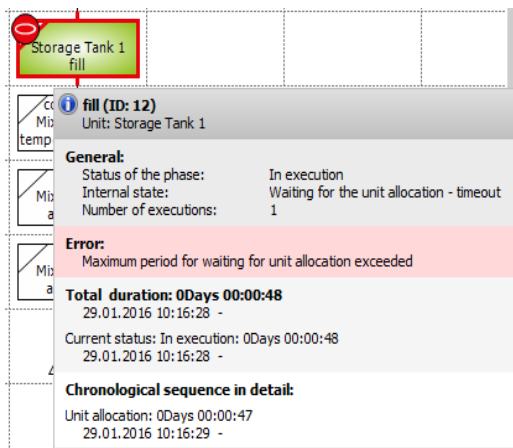 Storage Tank 1
fill
Mix
temp
Mix
a
Mix
a
fill (ID: 12)
Unit: Storage Tank 1
General:
Status of the phase: In execution
Internal state: Waiting for the unit allocation - timeout
Number of executions: 1
Error:
Maximum period for waiting for unit allocation exceeded
Total duration: 0Days 00:00:48
29.01.2016 10:16:28 -
Current status: In execution: 0Days 00:00:48
29.01.2016 10:16:28 -
Chronological sequence in detail:
Unit allocation: 0Days 00:00:47
29.01.2016 10:16:29 -